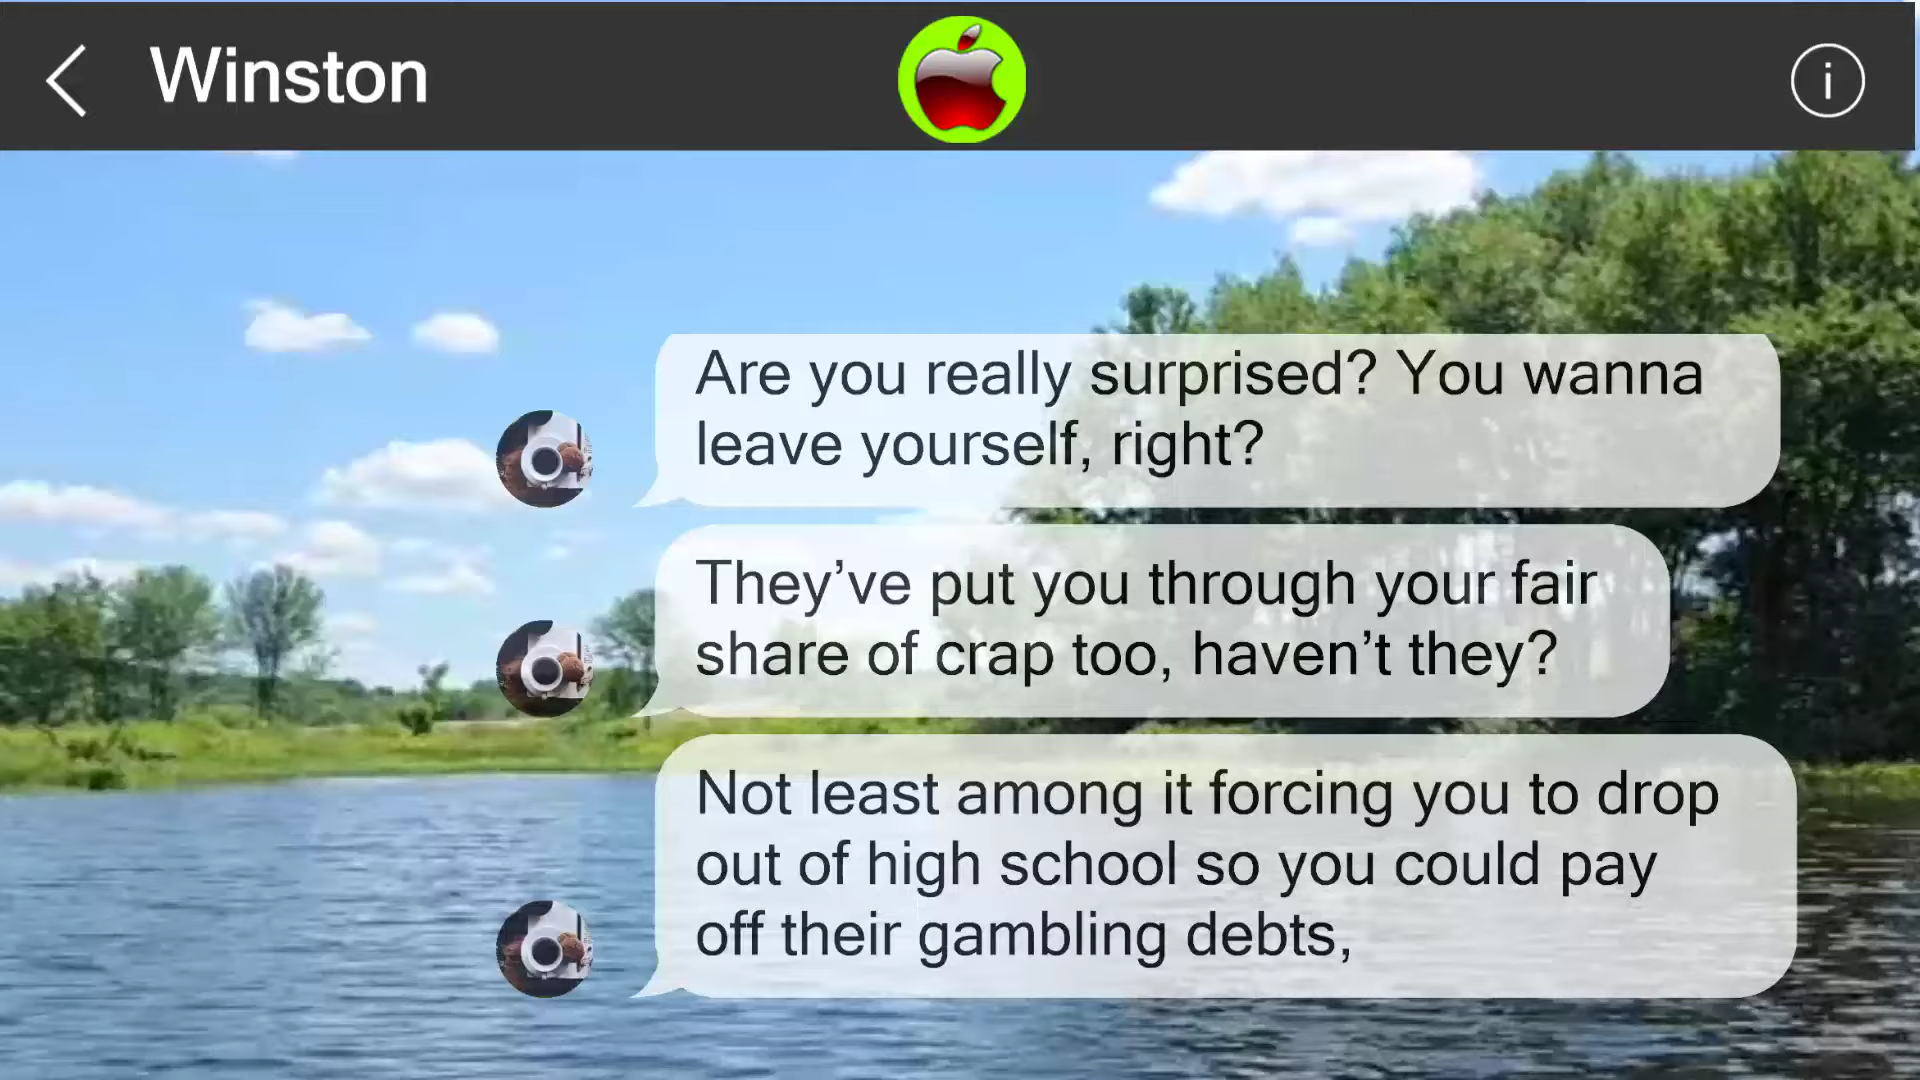 Winston
Are you really surprised? You wanna
leave yourself, right?
They’ve put you through your fair
share of crap too, haven’t they?
Not least among it forcing you to drop
out of high school so you could pay
off their gambling debts,